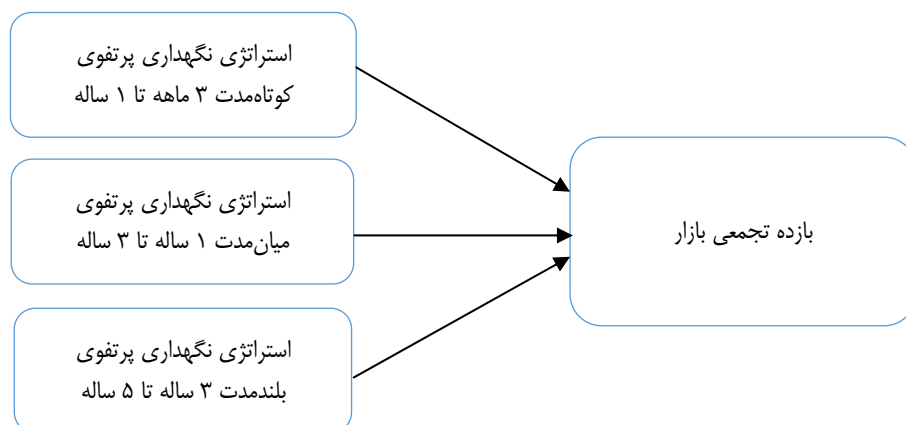 استراتژی نگهداری پرتفوی
کوتاه‌مدت ۳ ماهه تا ۱ ساله
استراتژی نگهداری پرتفوی
میان‌مدت ۱ ساله تا ۳ ساله
بازده تجمعی بازار
استراتژی نگهداری پرتفوی
بلندمدت ۳ ساله تا ۵ ساله